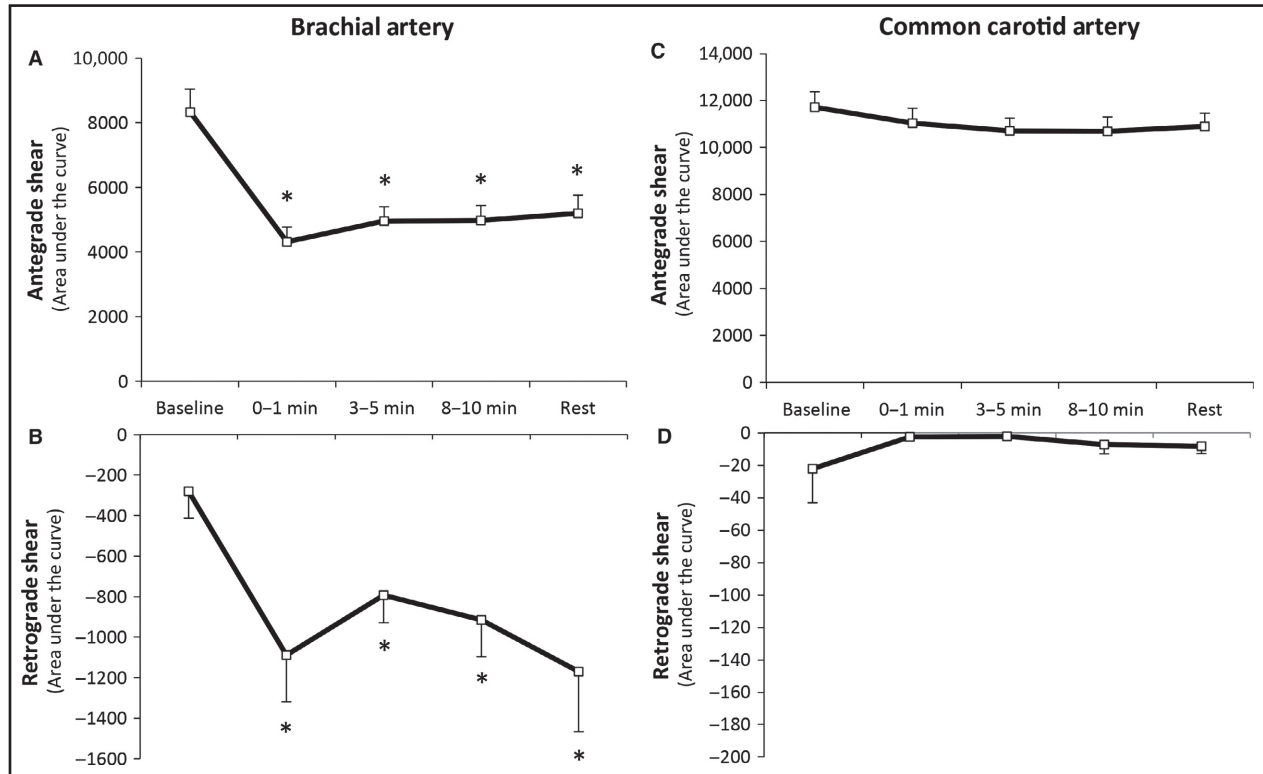 Brachial artery
A
Antegrade shear
(Area under the curve)
10,000
8000
6000
4000
2000
0
*
*
*
*
Baseline
0–1 min
3–5 min
8–10 min
Rest
B
Retrograde shear
(Area under the curve)
0
–200
–400
–600
–800
–1000
–1200
–1400
–1600
*
*
*
*
Common carotid artery
C
Antegrade shear
(Area under the curve)
14,000
12,000
10,000
8000
6000
4000
2000
0
Baseline
0–1 min
3–5 min
8–10 min
Rest
D
Retrograde shear
(Area under the curve)
0
–20
–40
–60
–80
–100
–120
–140
–160
–180
–200